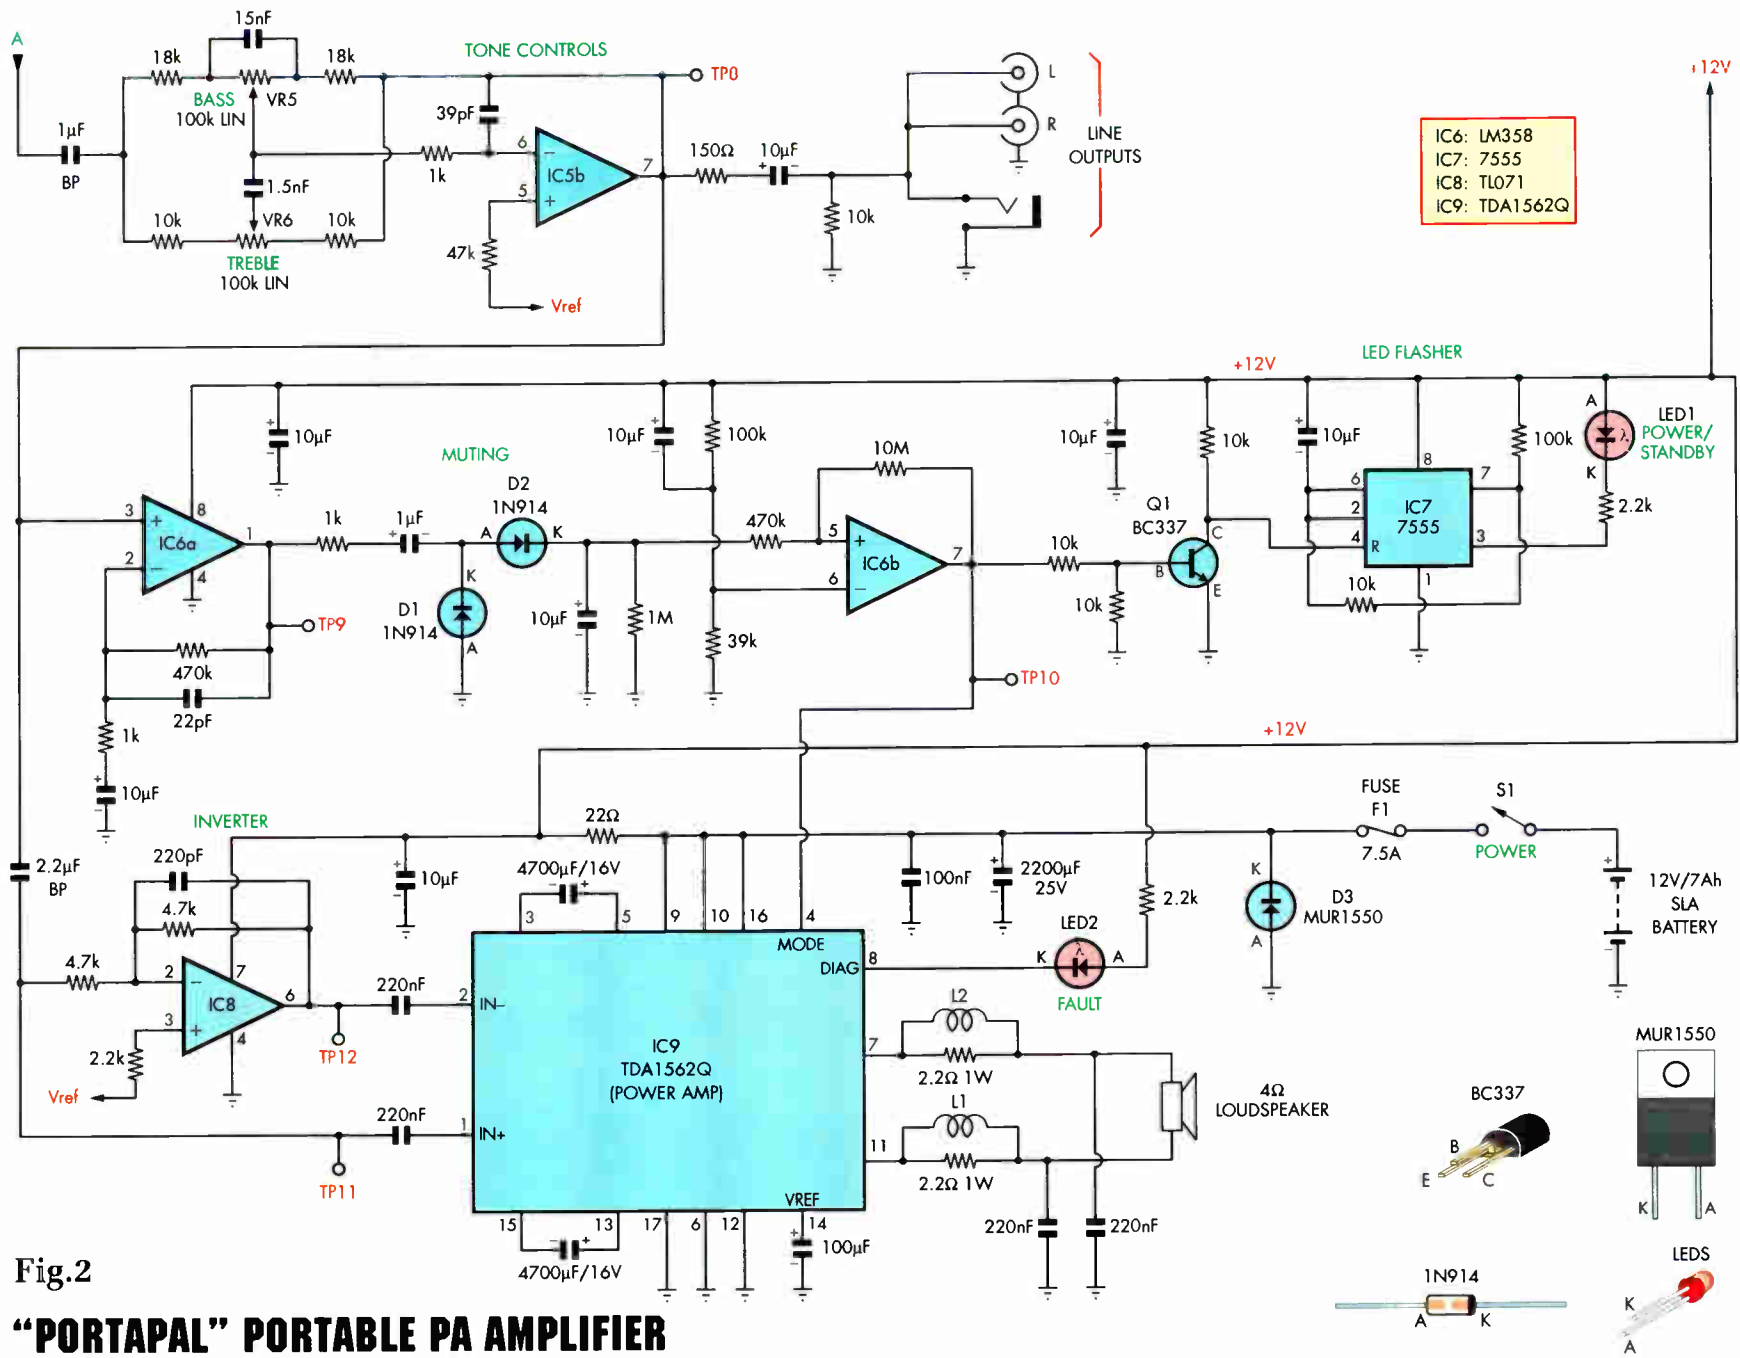 A
15nF
18k
18k
TONE CONTROLS
BASS
100k LIN
VR5
1µF
BP
1.5nF
10k
VR6
10k
TREBLE
100k LIN
39pF
1k
6
−
5
+
IC5b
7
47k
Vref
TP8
150Ω
10µF
+
−
10k
L
R
LINE
OUTPUTS
IC6: LM358
IC7: 7555
IC8: TL071
IC9: TDA1562Q
+12V
+12V
LED FLASHER
+
10µF
−
MUTING
+
10µF
−
100k
10M
+
10µF
−
10k
+
10µF
−
100k
A
LED1
λ
POWER/
STANDBY
K
2.2k
3
+
2
−
IC6a
8
4
1
1k
1µF
+
−
D2
1N914
A
K
K
D1
1N914
A
10µF
+
−
1M
470k
5
+
6
−
IC6b
7
39k
10k
10k
Q1
BC337
B
C
E
8
6
2
4
R
IC7
7555
7
3
1
10k
TP9
470k
22pF
1k
+
10µF
−
TP10
+12V
INVERTER
2.2µF
BP
220pF
4.7k
4.7k
2
−
3
+
IC8
7
4
6
2.2k
Vref
+
10µF
−
22Ω
4700µF/16V
−
+
3
5
9
10
16
4
MODE
DIAG
8
220nF
2
IN−
TP12
IC9
TDA1562Q
(POWER AMP)
7
220nF
1
IN+
TP11
11
VREF
15
13
17
6
12
14
−
+
4700µF/16V
+
100µF
−
100nF
+
2200µF
25V
−
LED2
K
λ
A
FAULT
2.2k
K
D3
MUR1550
A
FUSE
F1
7.5A
S1
POWER
+
12V/7Ah
SLA
BATTERY
−
L2
2.2Ω 1W
L1
2.2Ω 1W
220nF
220nF
4Ω
LOUDSPEAKER
BC337
B
E
C
MUR1550
K
A
1N914
A
K
LEDS
K
A
Fig.2
“PORTAPAL” PORTABLE PA AMPLIFIER